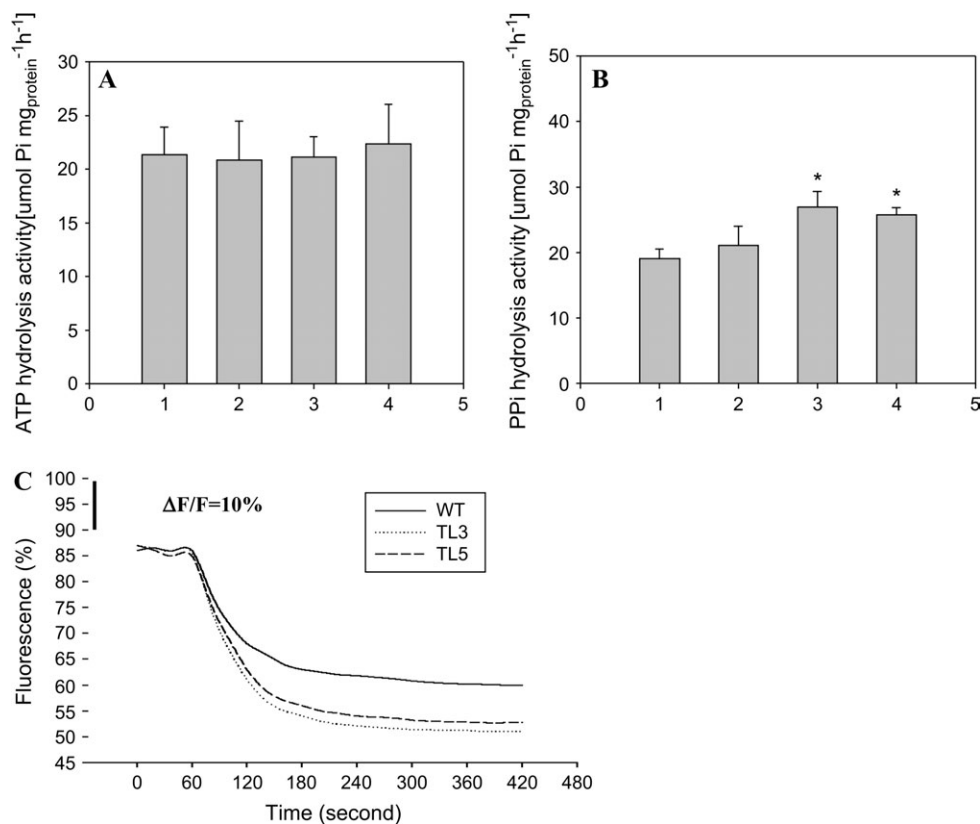 A
ATP hydrolysis activity[umol Pi mg_protein^-1h^-1]
30
25
20
15
10
5
0
0 1 2 3 4 5
B
PPi hydrolysis activity [umol Pi mg_protein^-1h^-1]
50
40
30
20
10
0
* *
0 1 2 3 4 5
C
ΔF/F=10%
WT
TL3
TL5
Fluorescence (%)
100
95
90
85
80
75
70
65
60
55
50
45
0 60 120 180 240 300 360 420 480
Time (second)